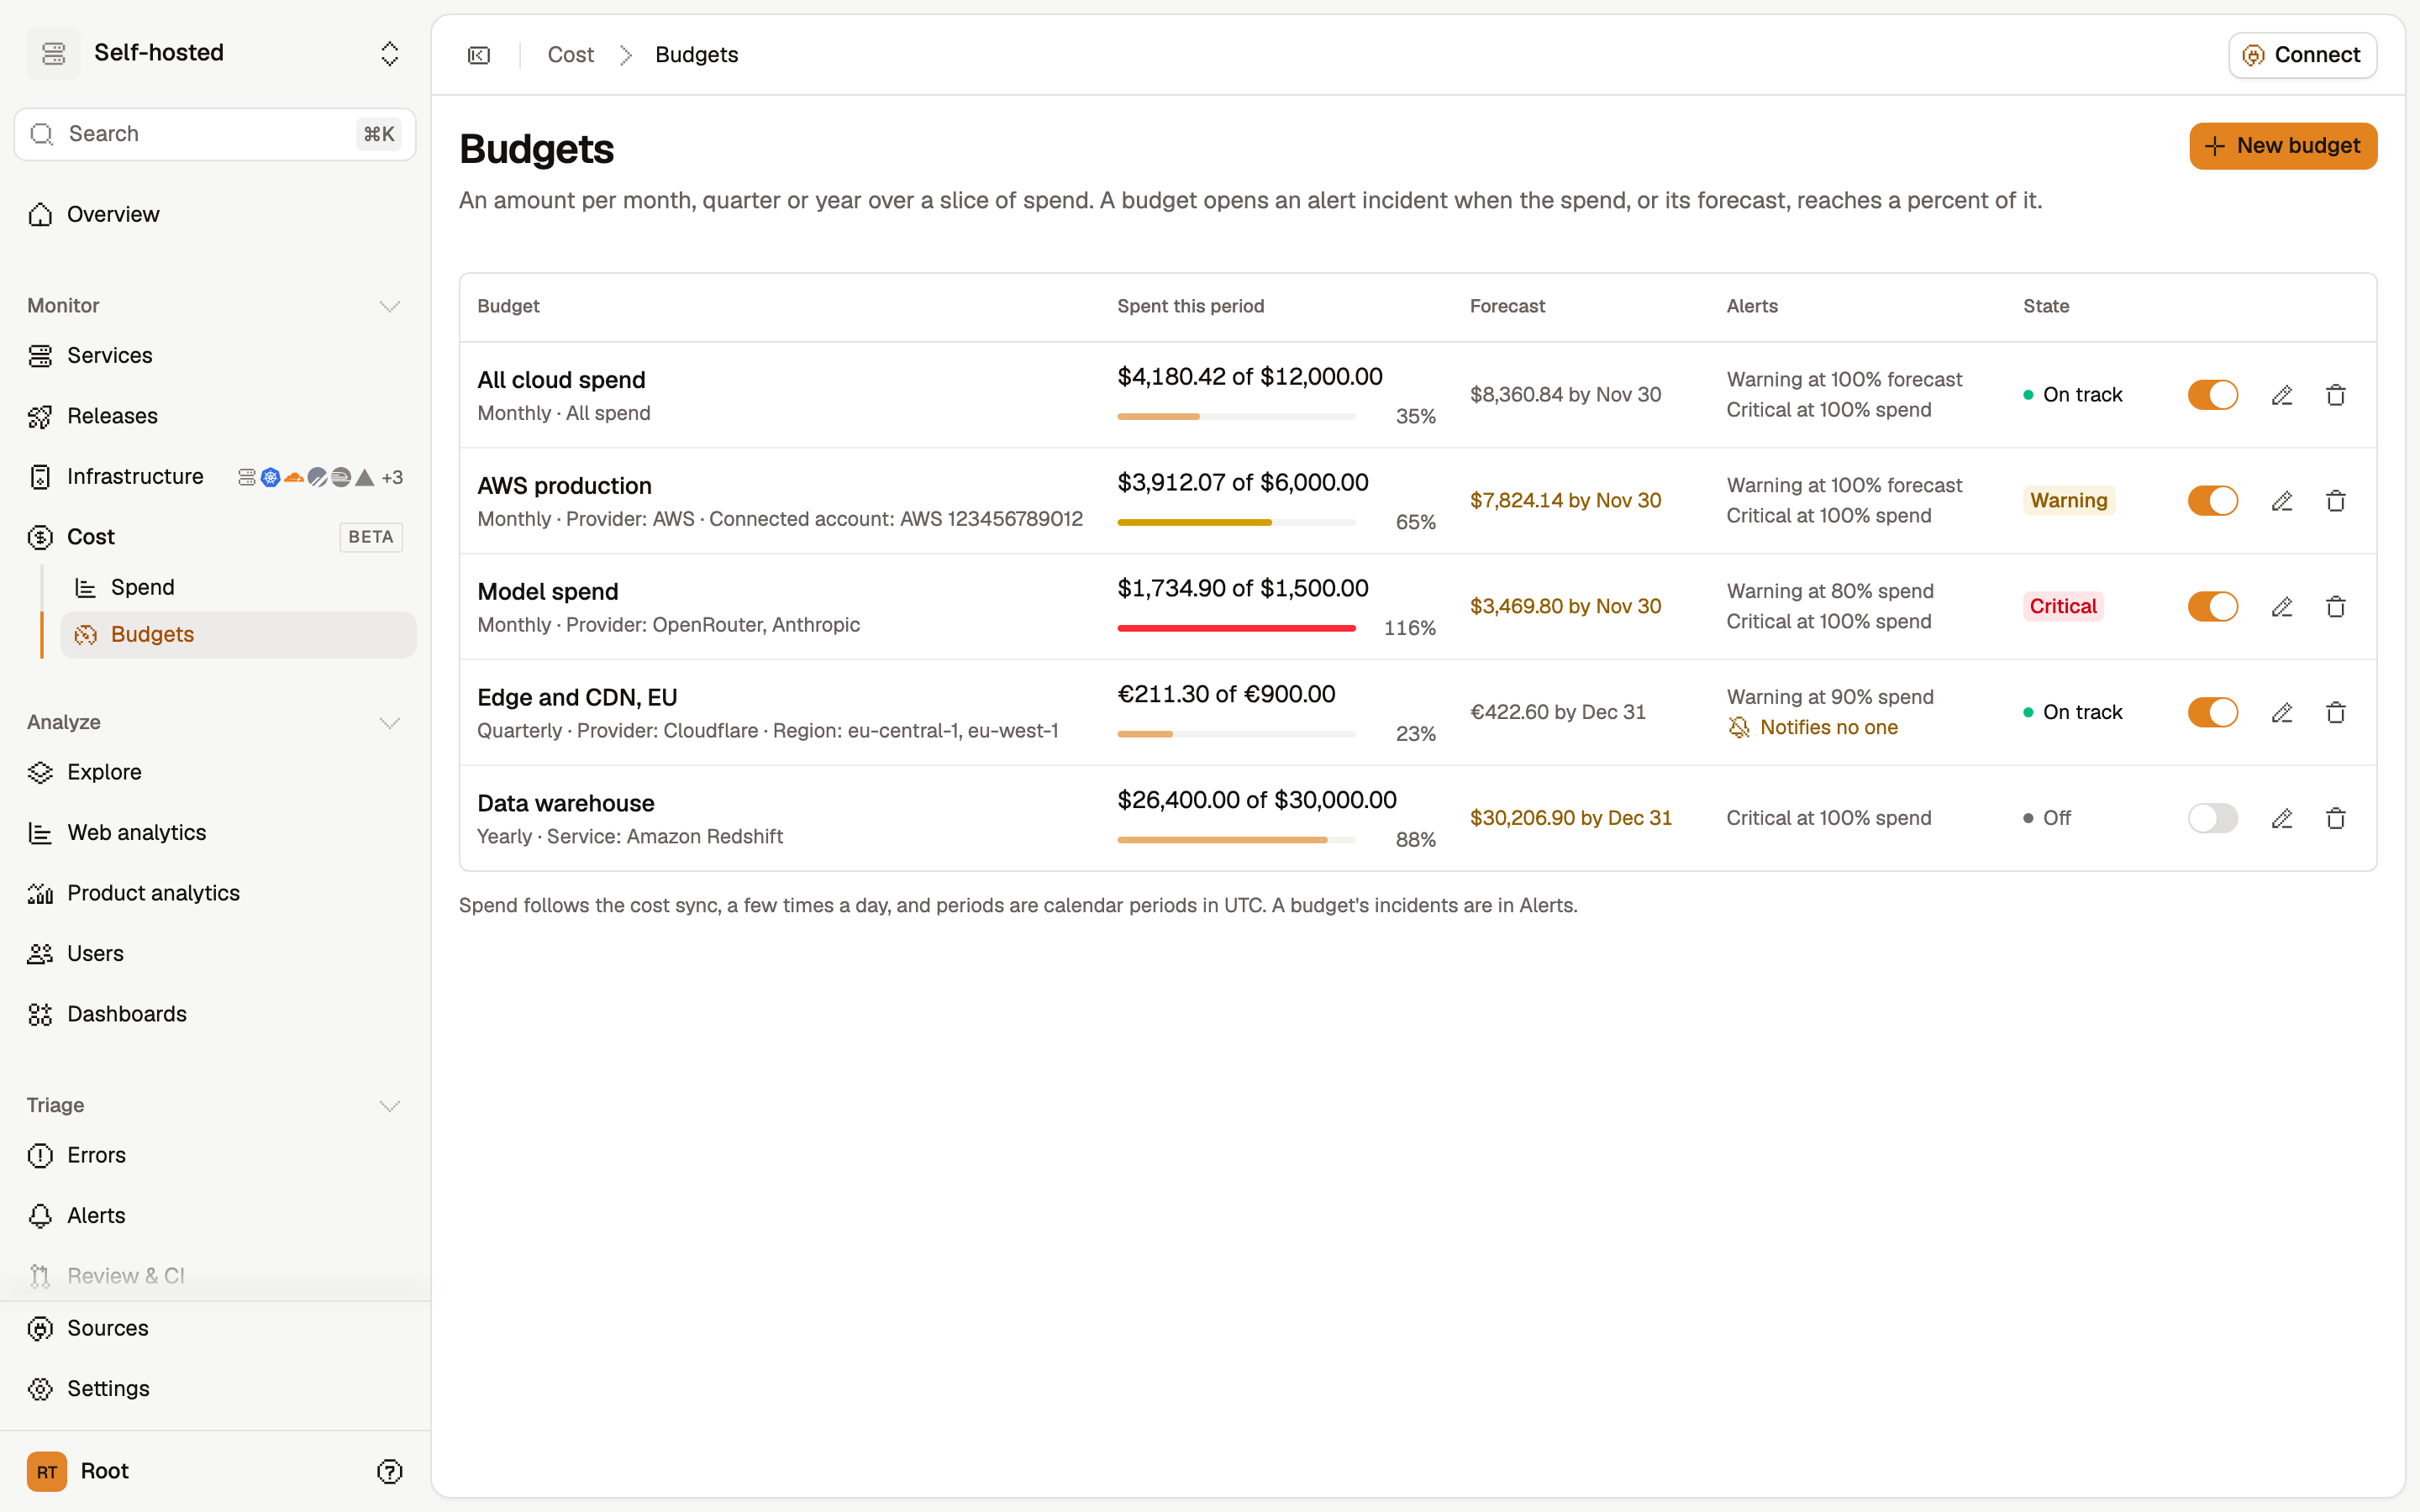 Self-hosted
Search ⌘K
Overview
Monitor
Services
Releases
Infrastructure +3
Cost BETA
Spend
Budgets
Analyze
Explore
Web analytics
Product analytics
Users
Dashboards
Triage
Errors
Alerts
Review & CI
Sources
Settings
RT Root
Cost Budgets
Connect
Budgets
New budget
An amount per month, quarter or year over a slice of spend. A budget opens an alert incident when the spend, or its forecast, reaches a percent of it.
Budget Spent this period Forecast Alerts State
All cloud spend
Monthly · All spend
$4,180.42 of $12,000.00
35%
$8,360.84 by Nov 30
Warning at 100% forecast
Critical at 100% spend
On track
AWS production
Monthly · Provider: AWS · Connected account: AWS 123456789012
$3,912.07 of $6,000.00
65%
$7,824.14 by Nov 30
Warning at 100% forecast
Critical at 100% spend
Warning
Model spend
Monthly · Provider: OpenRouter, Anthropic
$1,734.90 of $1,500.00
116%
$3,469.80 by Nov 30
Warning at 80% spend
Critical at 100% spend
Critical
Edge and CDN, EU
Quarterly · Provider: Cloudflare · Region: eu-central-1, eu-west-1
€211.30 of €900.00
23%
€422.60 by Dec 31
Warning at 90% spend
Notifies no one
On track
Data warehouse
Yearly · Service: Amazon Redshift
$26,400.00 of $30,000.00
88%
$30,206.90 by Dec 31
Critical at 100% spend
Off
Spend follows the cost sync, a few times a day, and periods are calendar periods in UTC. A budget's incidents are in Alerts.